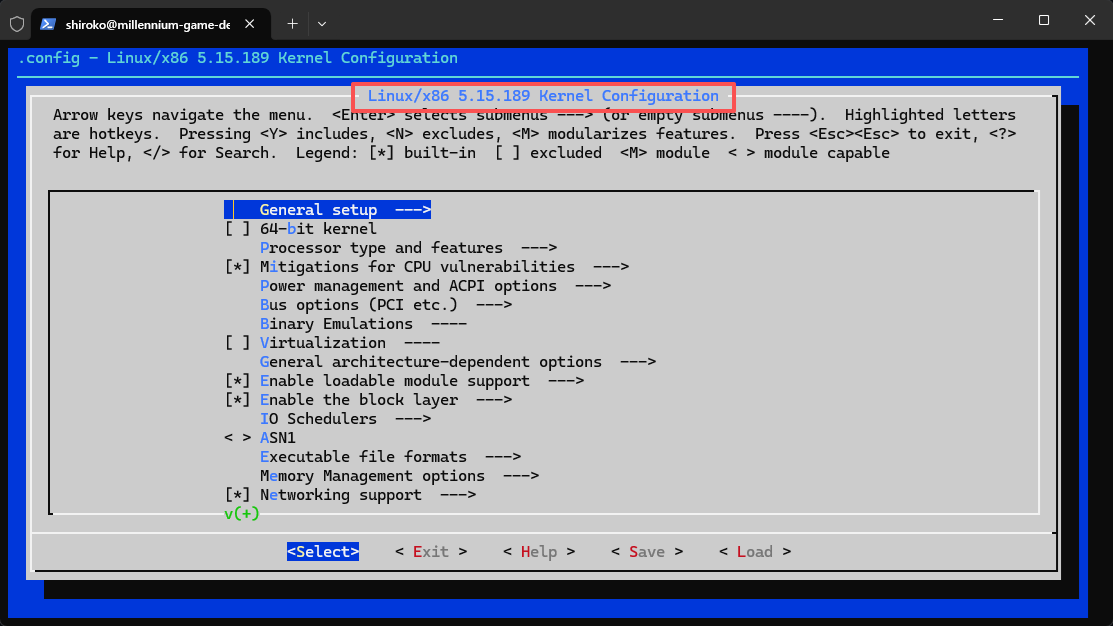 shiroko@millennium-game-de
.config - Linux/x86 5.15.189 Kernel Configuration
Linux/x86 5.15.189 Kernel Configuration
Arrow keys navigate the menu.  <Enter> selects submenus ---> (or empty submenus ----).  Highlighted letters
are hotkeys.  Pressing <Y> includes, <N> excludes, <M> modularizes features.  Press <Esc><Esc> to exit, <?>
for Help, </> for Search.  Legend: [*] built-in  [ ] excluded  <M> module  < > module capable
General setup  --->
[ ] 64-bit kernel
Processor type and features  --->
[*] Mitigations for CPU vulnerabilities  --->
Power management and ACPI options  --->
Bus options (PCI etc.)  --->
Binary Emulations  ----
[ ] Virtualization  ----
General architecture-dependent options  --->
[*] Enable loadable module support  --->
[*] Enable the block layer  --->
IO Schedulers  --->
< > ASN1
Executable file formats  --->
Memory Management options  --->
[*] Networking support  --->
v(+)
<Select>    < Exit >    < Help >    < Save >    < Load >